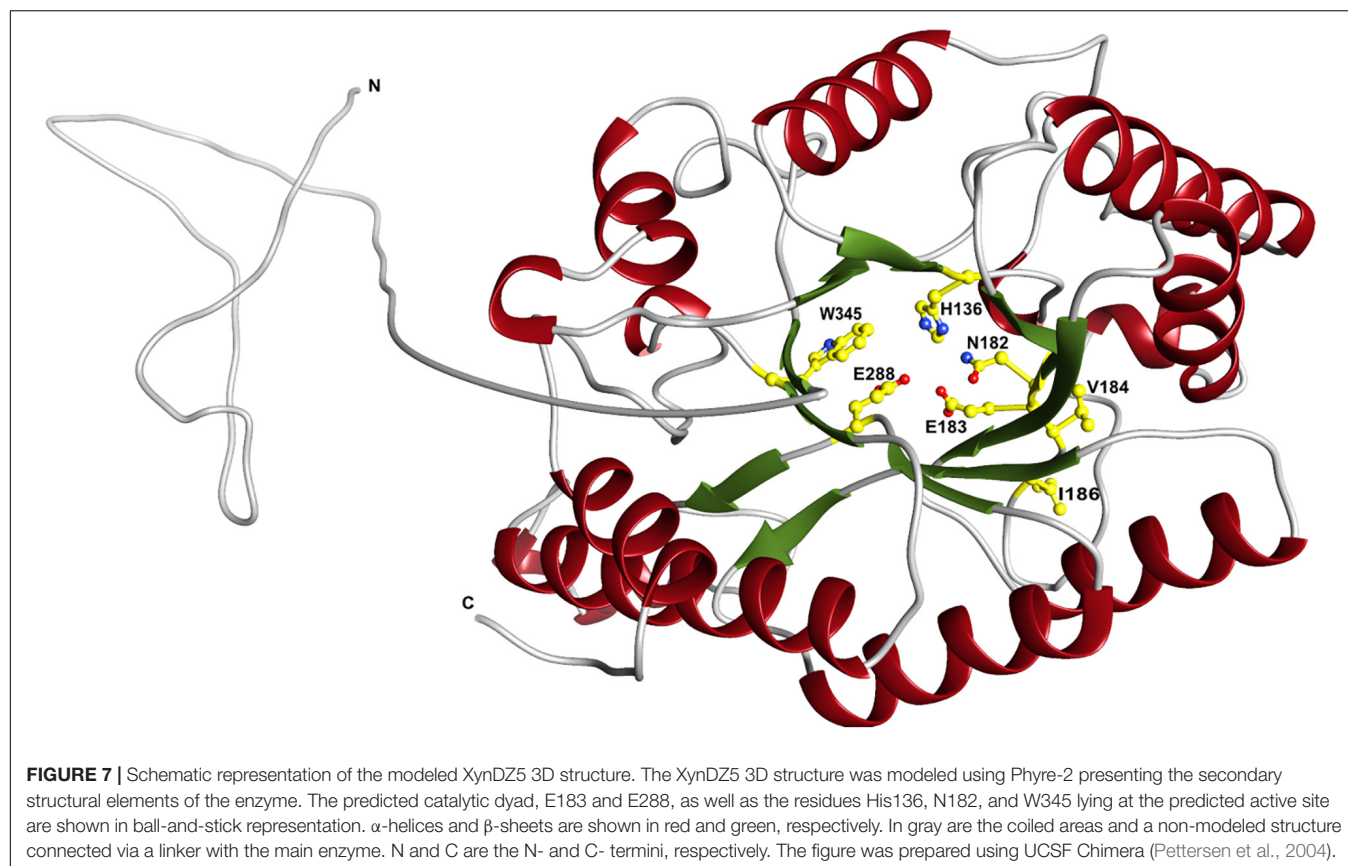 N
H136
W345
N182
E288
V184
E183
I186
C
FIGURE 7 | Schematic representation of the modeled XynDZ5 3D structure. The XynDZ5 3D structure was modeled using Phyre-2 presenting the secondary
structural elements of the enzyme. The predicted catalytic dyad, E183 and E288, as well as the residues His136, N182, and W345 lying at the predicted active site
are shown in ball-and-stick representation. α-helices and β-sheets are shown in red and green, respectively. In gray are the coiled areas and a non-modeled structure
connected via a linker with the main enzyme. N and C are the N- and C- termini, respectively. The figure was prepared using UCSF Chimera (Pettersen et al., 2004).